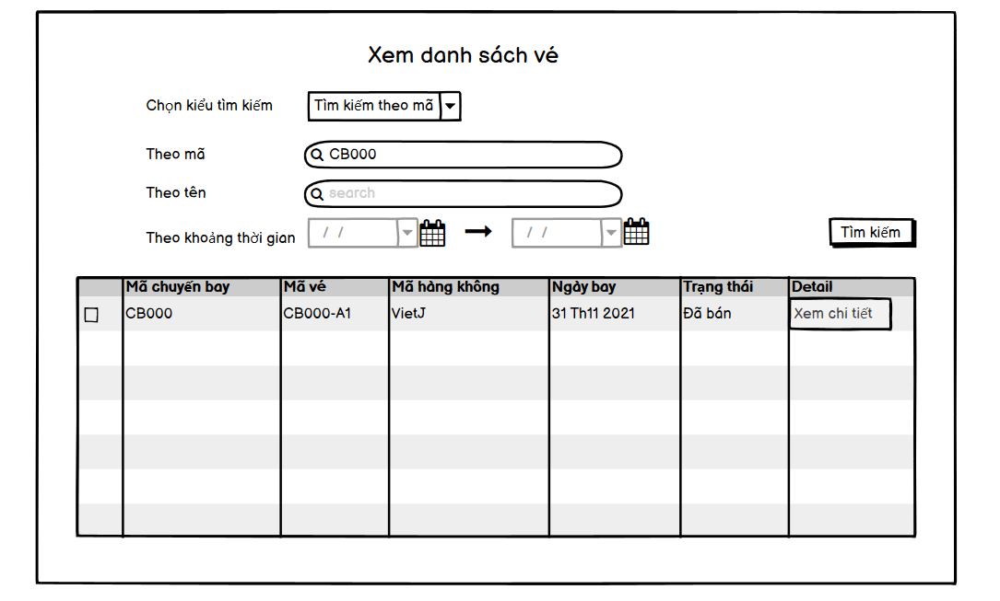 Xem danh sách vé
Chọn kiểu tìm kiếm Tìm kiếm theo mã
Theo mã CB000
Theo tên search
Theo khoảng thời gian / / / / Tìm kiếm
Mã chuyến bay Mã vé Mã hàng không Ngày bay Trạng thái Detail
CB000 CB000-A1 VietJ 31 Th11 2021 Đã bán Xem chi tiết